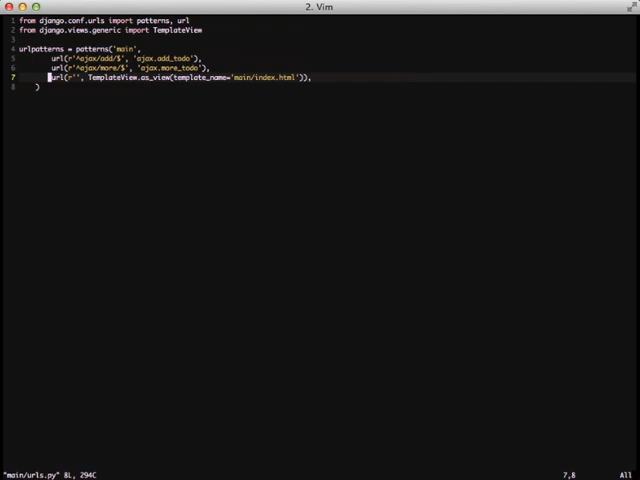 2. Vim
1 from django.conf.urls import patterns, url
2 from django.views.generic import TemplateView
3
4 urlpatterns = patterns('main',
5 url(r'^ajax/add/$', 'ajax.add_todo'),
6 url(r'^ajax/more/$', 'ajax.more_todo'),
7 url(r'', TemplateView.as_view(template_name='main/index.html')),
8 )
"main/urls.py" 8L, 294C 7,8 All